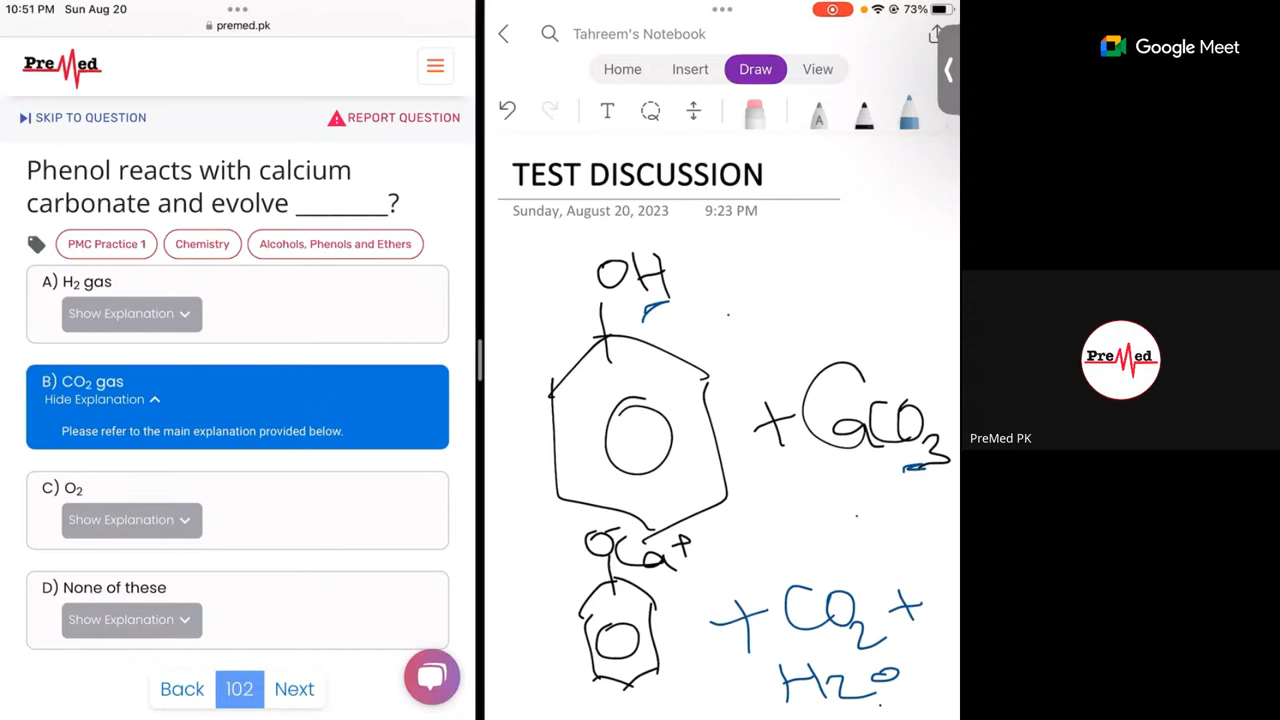 10:51 PM Sun Aug 20
premed.pk
PreMed
SKIP TO QUESTION
REPORT QUESTION
Phenol reacts with calcium
carbonate and evolve _______?
PMC Practice 1
Chemistry
Alcohols, Phenols and Ethers
A) H₂ gas
Show Explanation
B) CO₂ gas
Hide Explanation
Please refer to the main explanation provided below.
C) O₂
Show Explanation
D) None of these
Show Explanation
Back 102 Next
73%
Tahreem's Notebook
Home Insert Draw View
T
A
TEST DISCUSSION
Sunday, August 20, 2023 9:23 PM
OH
+ CaCO₃
OCa⁺
+ CO₂ +
H₂O
Google Meet
PreMed
PreMed PK